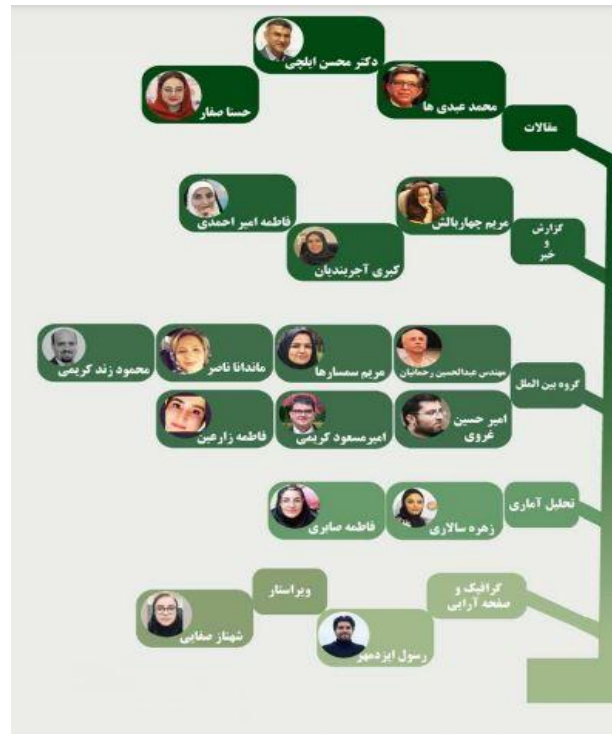 مقالات
محمد عبدی ها
دکتر محسن ایلچی
حسنا صفار
گزارش
و
خبر
مریم چهاربالش
کبری آجربندیان
فاطمه امیر احمدی
گروه بین الملل
مهندس عبدالحسین رحمانیان
مریم سمسارها
ماندانا ناصر
محمود زند کریمی
امیر حسین
غروی
امیرمسعود کریمی
فاطمه زارعین
تحلیل آماری
زهره سالاری
فاطمه صابری
گرافیک و
صفحه آرایی
رسول ایزدمهر
ویراستار
شهناز صفایی